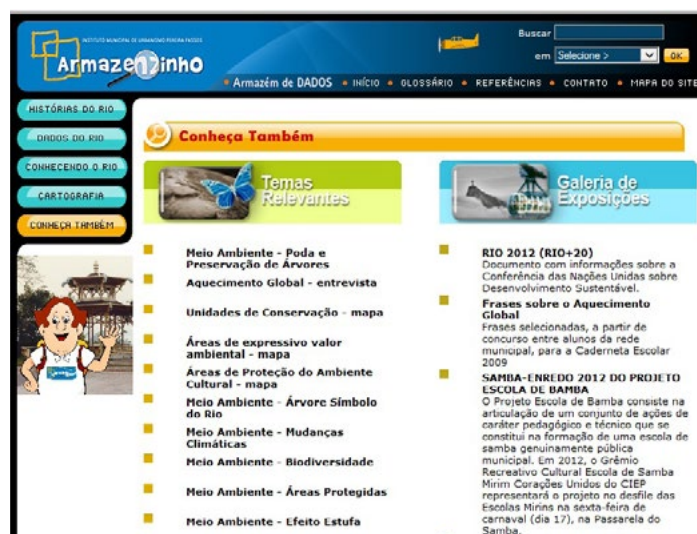 INSTITUTO MUNICIPAL DE URBANISMO PEREIRA PASSOS
Armazenzinho
Buscar
em Selecione > OK
Armazém de DADOS • INÍCIO • GLOSSÁRIO • REFERÊNCIAS • CONTATO • MAPA DO SITE
HISTÓRIAS DO RIO
DADOS DO RIO
CONHECENDO O RIO
CARTOGRAFIA
CONHEÇA TAMBÉM
Conheça Também
Temas
Relevantes
Meio Ambiente - Poda e
Preservação de Árvores
Aquecimento Global - entrevista
Unidades de Conservação - mapa
Áreas de expressivo valor
ambiental - mapa
Áreas de Proteção do Ambiente
Cultural - mapa
Meio Ambiente - Árvore Símbolo
do Rio
Meio Ambiente - Mudanças
Climáticas
Meio Ambiente - Biodiversidade
Meio Ambiente - Áreas Protegidas
Meio Ambiente - Efeito Estufa
Galeria de
Exposições
RIO 2012 (RIO+20)
Documento com informações sobre a
Conferência das Nações Unidas sobre
Desenvolvimento Sustentável.
Frases sobre o Aquecimento
Global
Frases selecionadas, a partir de
concurso entre alunos da rede
municipal, para a Caderneta Escolar
2009
SAMBA-ENREDO 2012 DO PROJETO
ESCOLA DE BAMBA
O Projeto Escola de Bamba consiste na
articulação de um conjunto de ações de
caráter pedagógico e técnico que se
constitui na formação de uma escola de
samba genuinamente pública
municipal. Em 2012, o Grêmio
Recreativo Cultural Escola de Samba
Mirim Corações Unidos do CIEP
representará o projeto no desfile das
Escolas Mirins na sexta-feira de
carnaval (dia 17), na Passarela do
Samba.